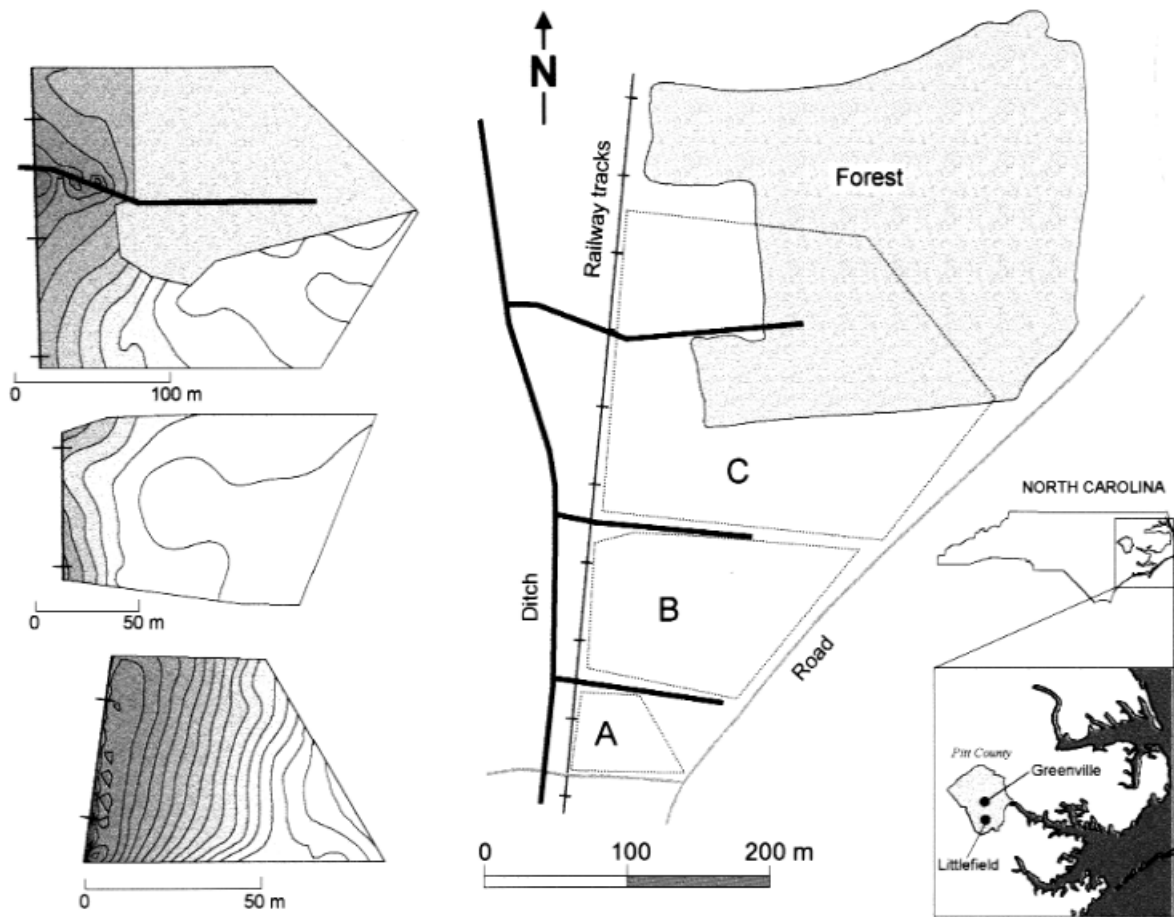 0 100 m
0 50 m
0 50 m
N
Railway tracks
Forest
C
B
A
Ditch
Road
0 100 200 m
NORTH CAROLINA
Pitt County
Greenville
Littlefield